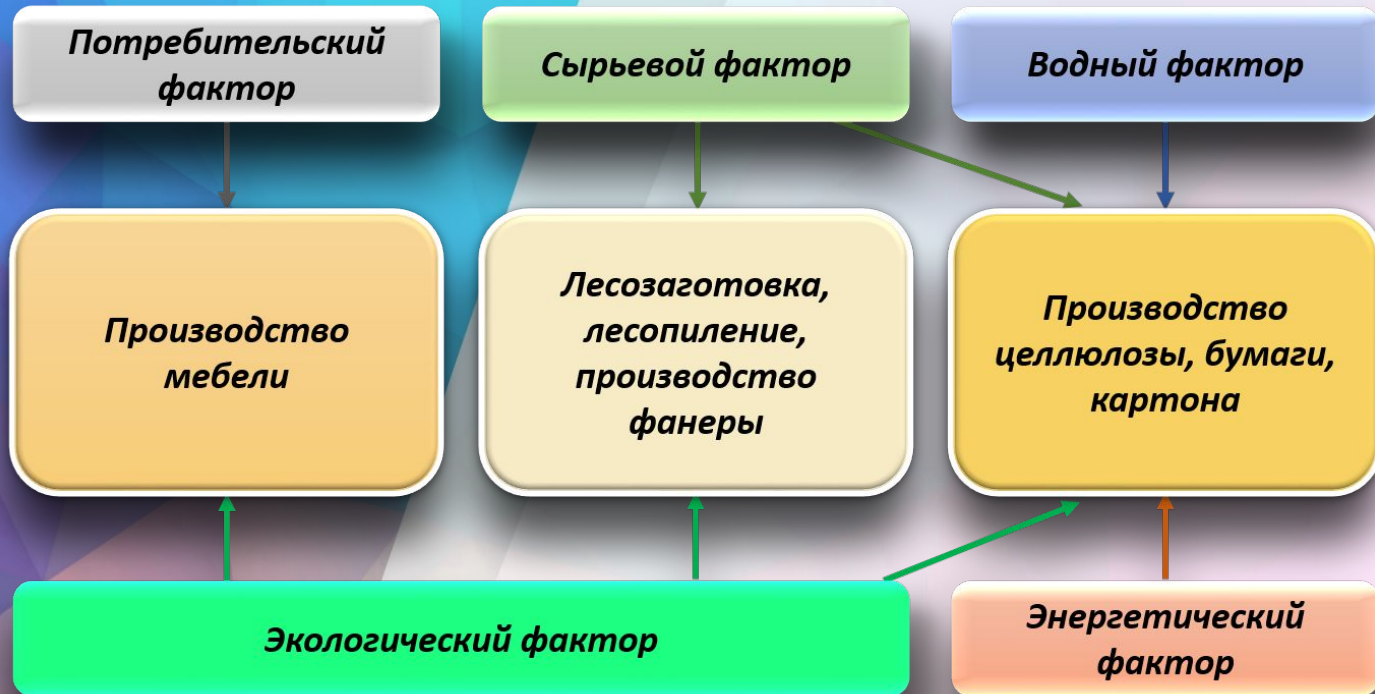 Потребительский
фактор
Сырьевой фактор
Водный фактор
Производство
мебели
Лесозаготовка,
лесопиление,
производство
фанеры
Производство
целлюлозы, бумаги,
картона
Экологический фактор
Энергетический
фактор